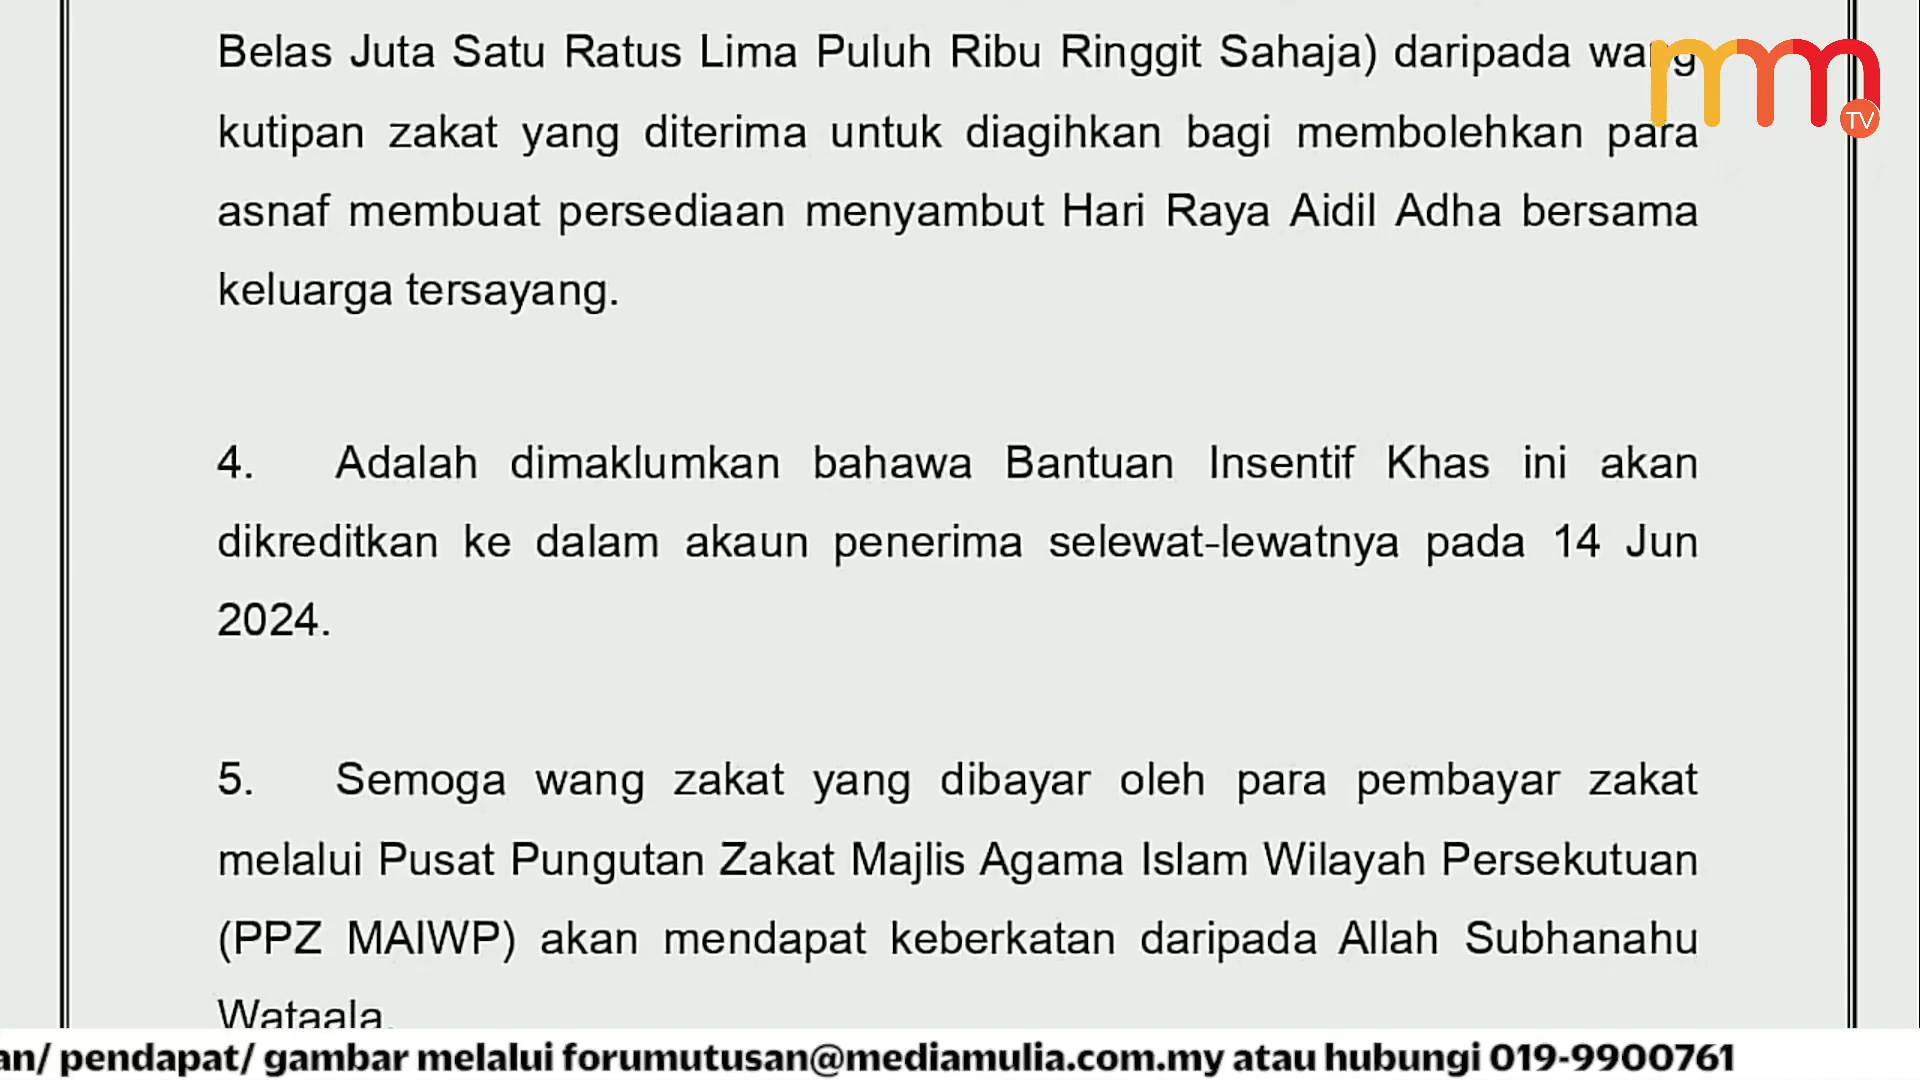 Belas Juta Satu Ratus Lima Puluh Ribu Ringgit Sahaja) daripada wang
kutipan zakat yang diterima untuk diagihkan bagi membolehkan para
asnaf membuat persediaan menyambut Hari Raya Aidil Adha bersama
keluarga tersayang.
4. Adalah dimaklumkan bahawa Bantuan Insentif Khas ini akan
dikreditkan ke dalam akaun penerima selewat-lewatnya pada 14 Jun
2024.
5. Semoga wang zakat yang dibayar oleh para pembayar zakat
melalui Pusat Pungutan Zakat Majlis Agama Islam Wilayah Persekutuan
(PPZ MAIWP) akan mendapat keberkatan daripada Allah Subhanahu
Wataala.
an/ pendapat/ gambar melalui forumutusan@mediamulia.com.my atau hubungi 019-9900761
mm
TV